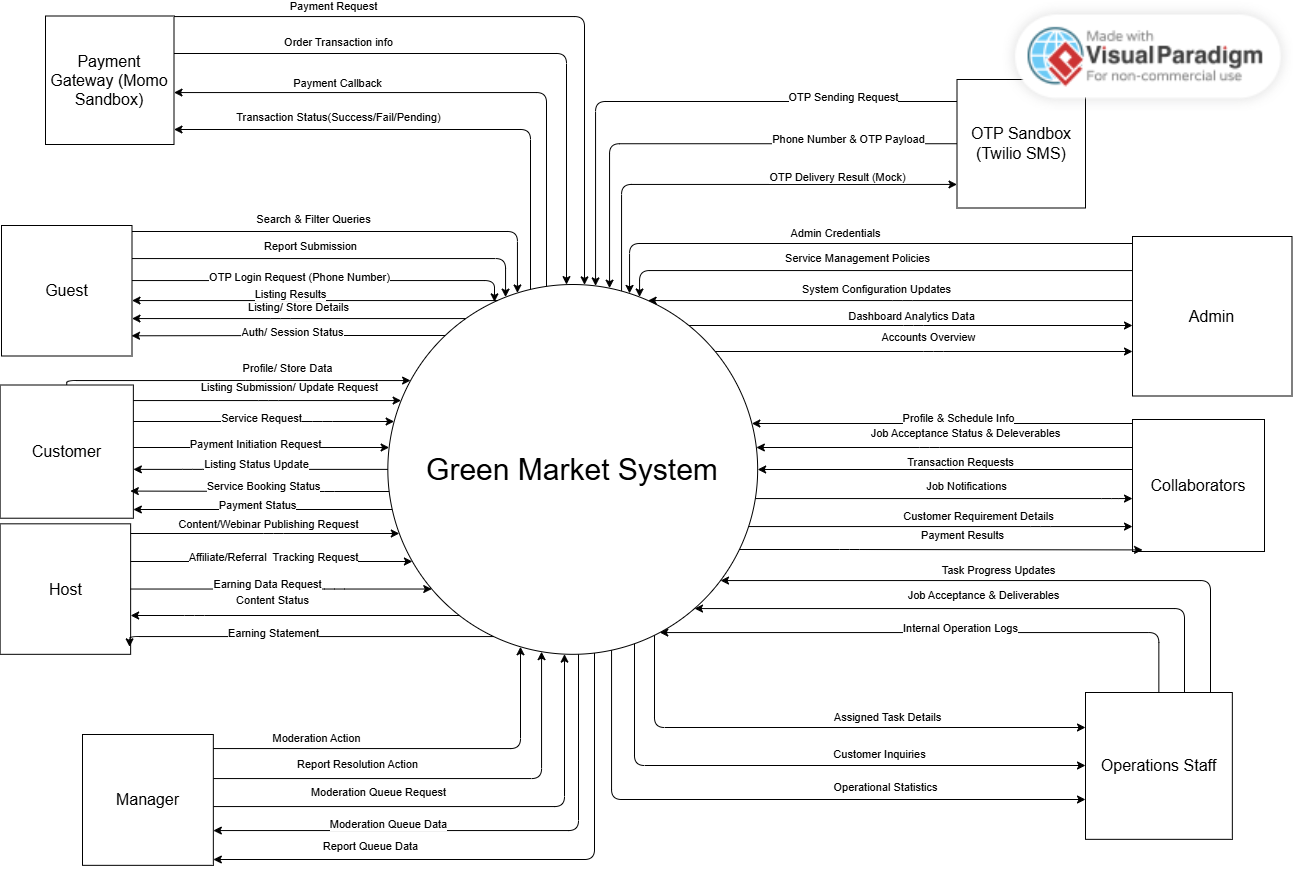 Payment Request
Payment
Gateway (Momo
Sandbox)
Order Transaction info
Payment Callback
Transaction Status(Success/Fail/Pending)
Made with
Visual Paradigm
For non-commercial use
OTP Sending Request
Phone Number & OTP Payload
OTP Delivery Result (Mock)
OTP Sandbox
(Twilio SMS)
Guest
Search & Filter Queries
Report Submission
OTP Login Request (Phone Number)
Listing Results
Listing/ Store Details
Auth/ Session Status
Admin Credentials
Service Management Policies
System Configuration Updates
Dashboard Analytics Data
Accounts Overview
Admin
Customer
Profile/ Store Data
Listing Submission/ Update Request
Service Request
Payment Initiation Request
Listing Status Update
Service Booking Status
Payment Status
Green Market System
Profile & Schedule Info
Job Acceptance Status & Deleverables
Transaction Requests
Job Notifications
Customer Requirement Details
Payment Results
Collaborators
Host
Content/Webinar Publishing Request
Affiliate/Referral  Tracking Request
Earning Data Request
Content Status
Earning Statement
Task Progress Updates
Job Acceptance & Deliverables
Internal Operation Logs
Assigned Task Details
Customer Inquiries
Operational Statistics
Operations Staff
Manager
Moderation Action
Report Resolution Action
Moderation Queue Request
Moderation Queue Data
Report Queue Data